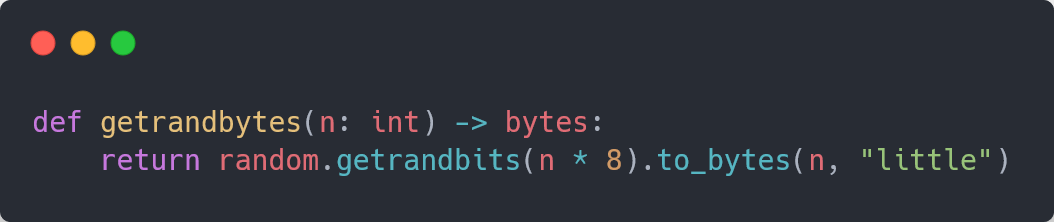 def getrandbytes(n: int) -> bytes:
    return random.getrandbits(n * 8).to_bytes(n, "little")